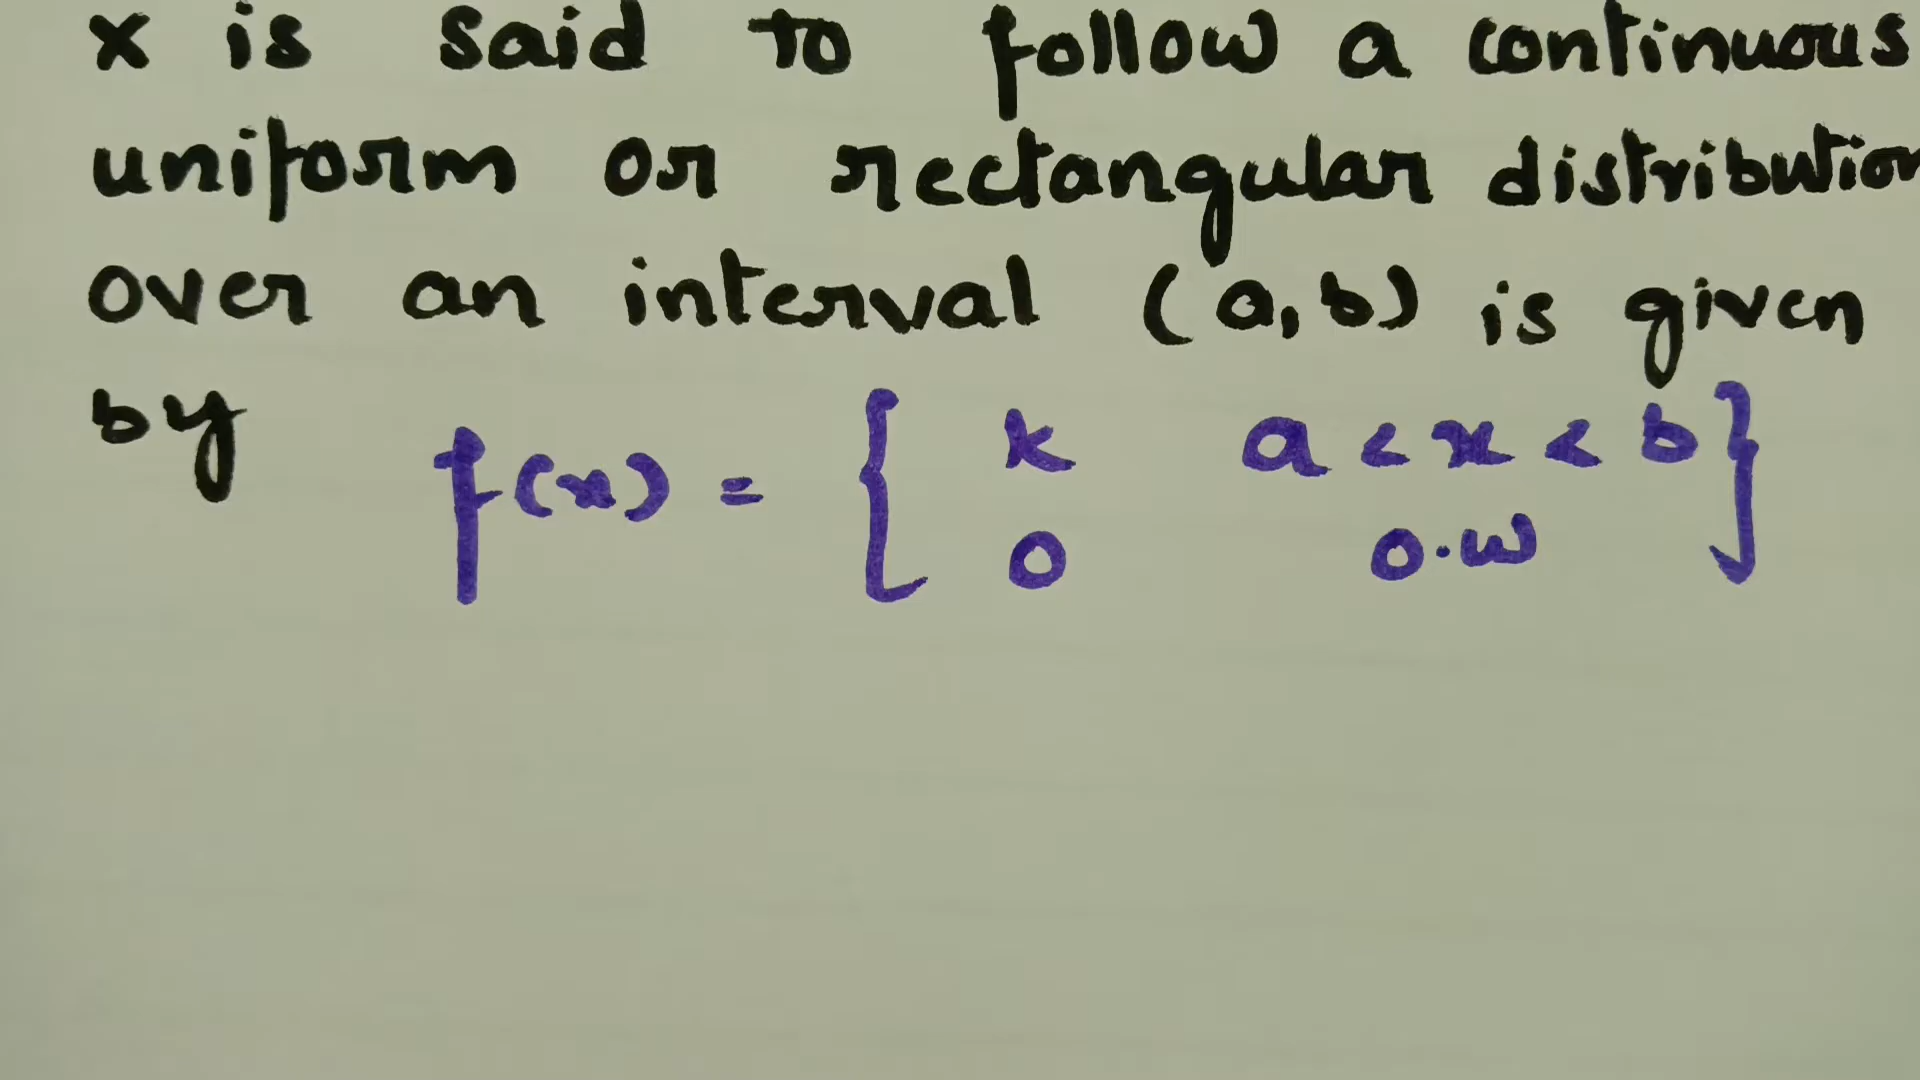 x is said to follow a continuous
uniform or rectangular distribution
over an interval (a,b) is given
by f(x) = { k a < x < b }
0 o.w